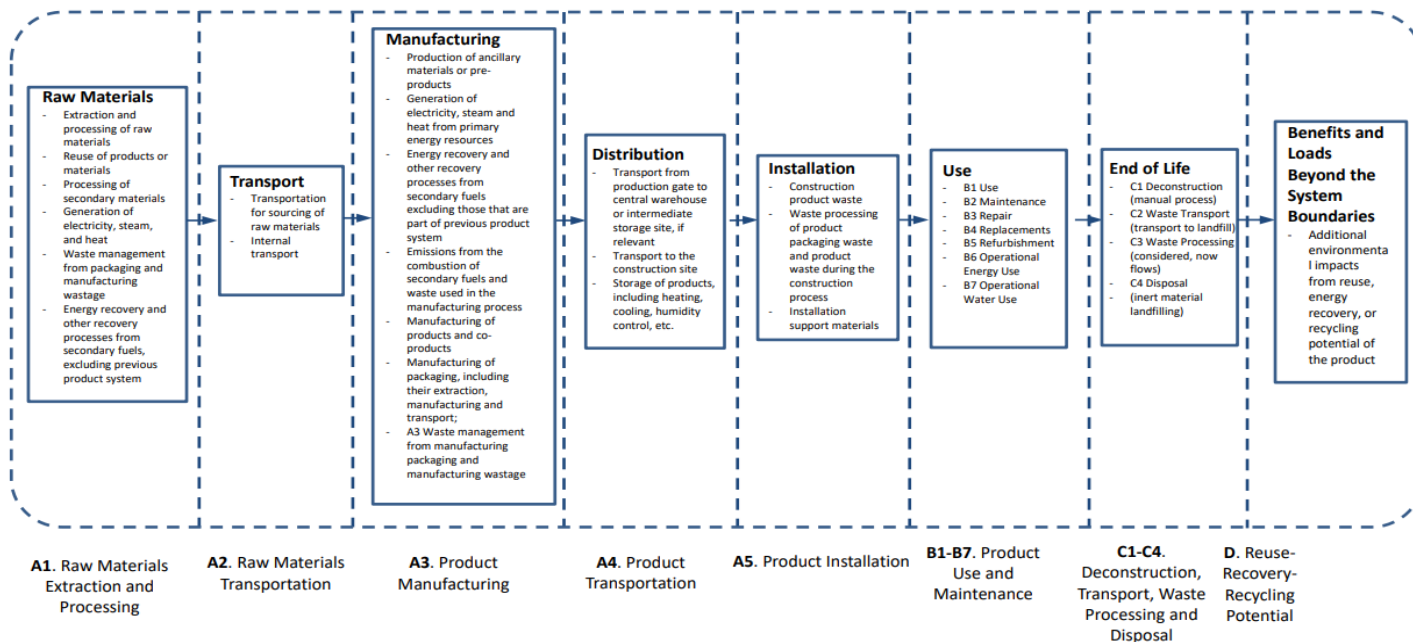 Raw Materials
- Extraction and
processing of raw
materials
- Reuse of products or
materials
- Processing of
secondary materials
- Generation of
electricity, steam,
and heat
- Waste management
from packaging and
manufacturing
wastage
- Energy recovery and
other recovery
processes from
secondary fuels,
excluding previous
product system
Transport
- Transportation
for sourcing of
raw materials
- Internal
transport
Manufacturing
- Production of ancillary
materials or pre-
products
- Generation of
electricity, steam and
heat from primary
energy resources
- Energy recovery and
other recovery
processes from
secondary fuels
excluding those that are
part of previous product
system
- Emissions from the
combustion of
secondary fuels and
waste used in the
manufacturing process
- Manufacturing of
products and co-
products
- Manufacturing of
packaging, including
their extraction,
manufacturing and
transport;
- A3 Waste management
from manufacturing
packaging and
manufacturing wastage
Distribution
- Transport from
production gate to
central warehouse
or intermediate
storage site, if
relevant
- Transport to the
construction site
- Storage of products,
including heating,
cooling, humidity
control, etc.
Installation
- Construction
product waste
- Waste processing
of product
packaging waste
and product
waste during the
construction
process
- Installation
support materials
Use
- B1 Use
- B2 Maintenance
- B3 Repair
- B4 Replacements
- B5 Refurbishment
- B6 Operational
Energy Use
- B7 Operational
Water Use
End of Life
- C1 Deconstruction
(manual process)
- C2 Waste Transport
(transport to landfill)
- C3 Waste Processing
(considered, now
flows)
- C4 Disposal
- (inert material
landfilling)
Benefits and
Loads
Beyond the
System
Boundaries
- Additional
environmenta
l impacts
from reuse,
energy
recovery, or
recycling
potential of
the product
A1. Raw Materials
Extraction and
Processing
A2. Raw Materials
Transportation
A3. Product
Manufacturing
A4. Product
Transportation
A5. Product Installation
B1-B7. Product
Use and
Maintenance
C1-C4.
Deconstruction,
Transport, Waste
Processing and
Disposal
D. Reuse-
Recovery-
Recycling
Potential